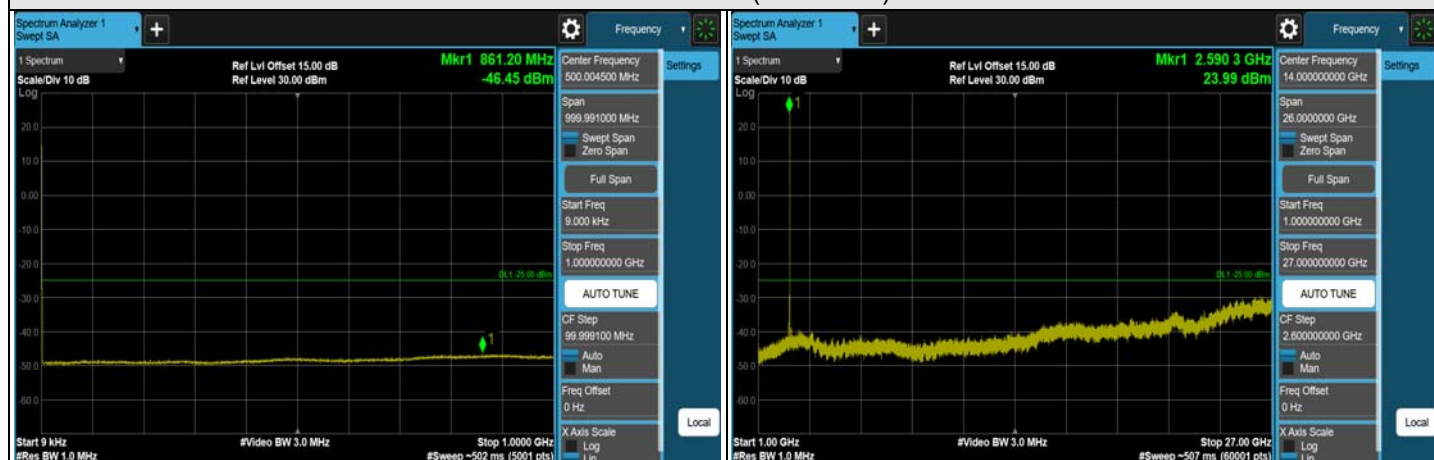 Spectrum Analyzer 1
Swept SA
Frequency
1 Spectrum
Scale/Div 10 dB
Log
Ref Lvl Offset 15.00 dB
Ref Level 30.00 dBm
Mkr1 861.20 MHz
-46.45 dBm
1
20.0
10.0
0.00
-10.0
-20.0
-30.0
-40.0
-50.0
-60.0
DL1 -25.00 dBm
1
Start 9 kHz
#Res BW 1.0 MHz
#Video BW 3.0 MHz
Stop 1.0000 GHz
#Sweep ~502 ms (5001 pts)
Center Frequency
500.004500 MHz
Span
999.991000 MHz
Swept Span
Zero Span
Full Span
Start Freq
9.000 kHz
Stop Freq
1.000000000 GHz
AUTO TUNE
CF Step
99.999100 MHz
Auto
Man
Freq Offset
0 Hz
X Axis Scale
Log
Lin
Settings
Local
Spectrum Analyzer 1
Swept SA
Frequency
1 Spectrum
Scale/Div 10 dB
Log
Ref Lvl Offset 15.00 dB
Ref Level 30.00 dBm
Mkr1 2.590 3 GHz
23.99 dBm
1
20.0
10.0
0.00
-10.0
-20.0
-30.0
-40.0
-50.0
-60.0
DL1 -25.00 dBm
Start 1.00 GHz
#Res BW 1.0 MHz
#Video BW 3.0 MHz
Stop 27.00 GHz
#Sweep ~507 ms (60001 pts)
Center Frequency
14.000000000 GHz
Span
26.0000000 GHz
Swept Span
Zero Span
Full Span
Start Freq
1.000000000 GHz
Stop Freq
27.000000000 GHz
AUTO TUNE
CF Step
2.600000000 GHz
Auto
Man
Freq Offset
0 Hz
X Axis Scale
Log
Lin
Settings
Local